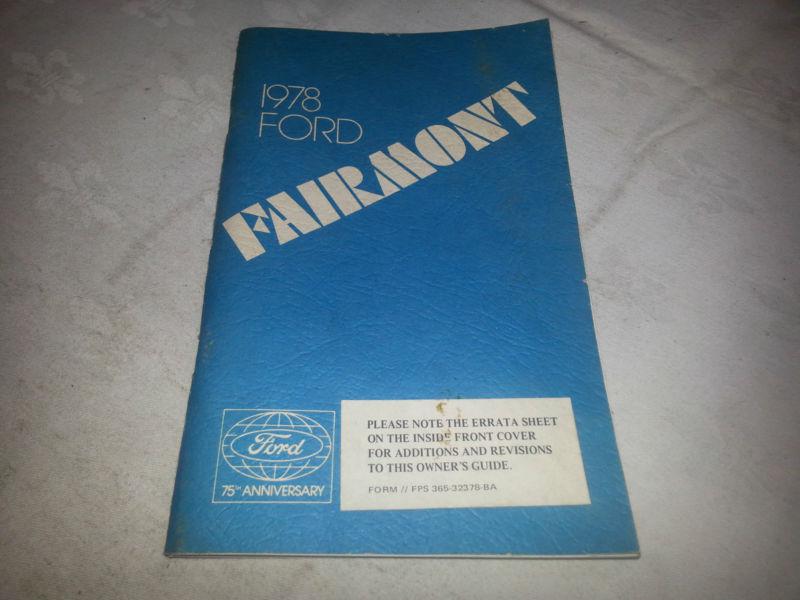 1978
FORD
FAIRMONT
Ford
75TH ANNIVERSARY
PLEASE NOTE THE ERRATA SHEET
ON THE INSIDE FRONT COVER
FOR ADDITIONS AND REVISIONS
TO THIS OWNER'S GUIDE.
FORM // FPS 365-32378-BA